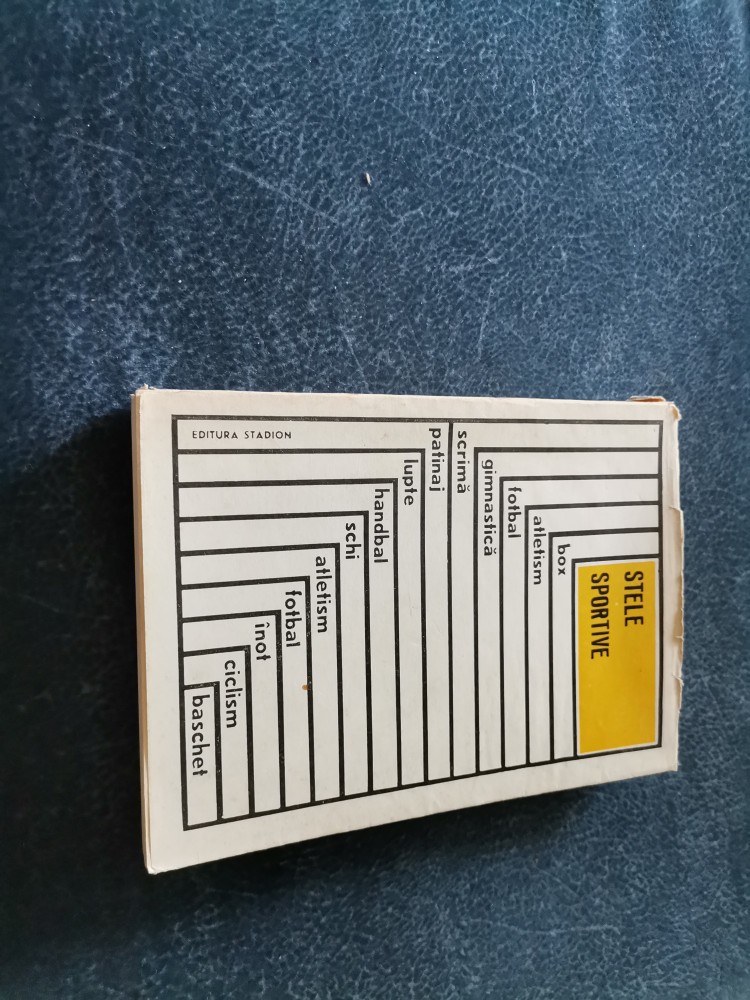 STELE
SPORTIVE
box
atletism
fotbal
gimnastică
scrimă
patinaj
lupte
handbal
schi
atletism
fotbal
înot
ciclism
baschet
EDITURA STADION